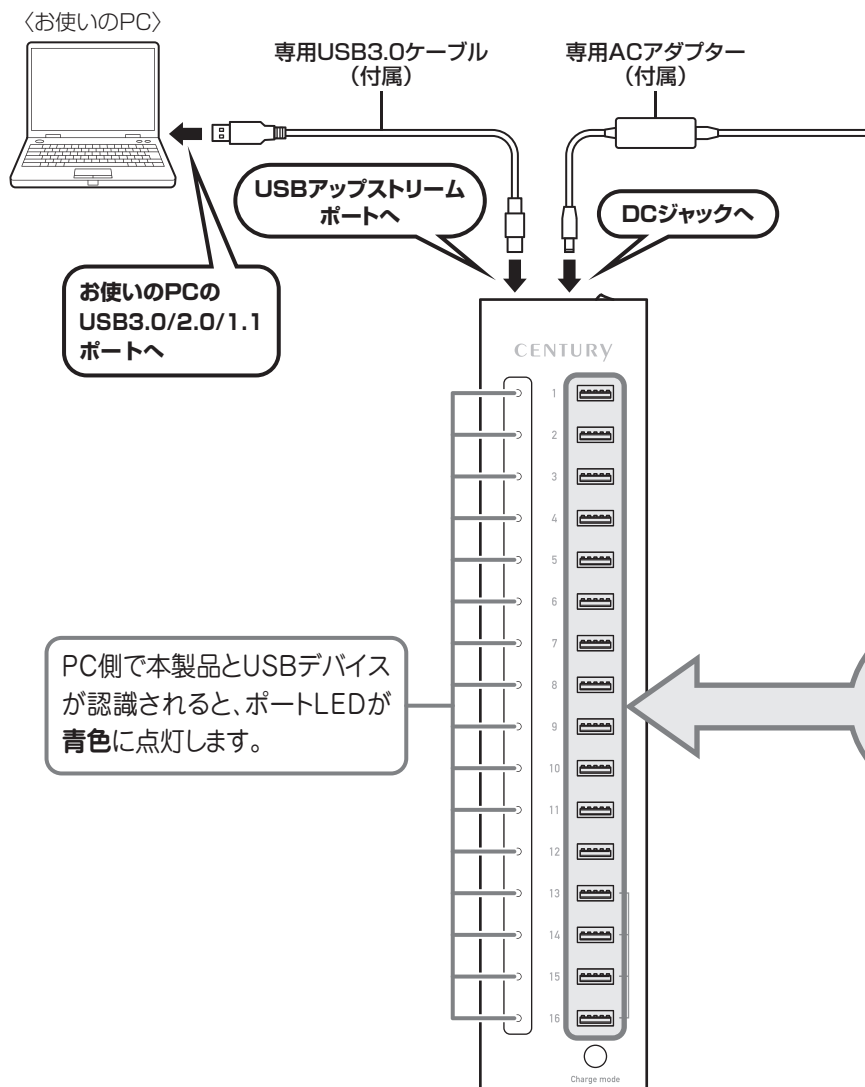 〈お使いのPC〉
専用USB3.0ケーブル
(付属)
専用ACアダプター
(付属)
USBアップストリーム
ポートへ
DCジャックへ
お使いのPCの
USB3.0/2.0/1.1
ポートへ
CENTURY
1
2
3
4
5
6
7
8
9
10
11
12
13
14
15
16
PC側で本製品とUSBデバイス
が認識されると、ポートLEDが
青色に点灯します。
Charge mode